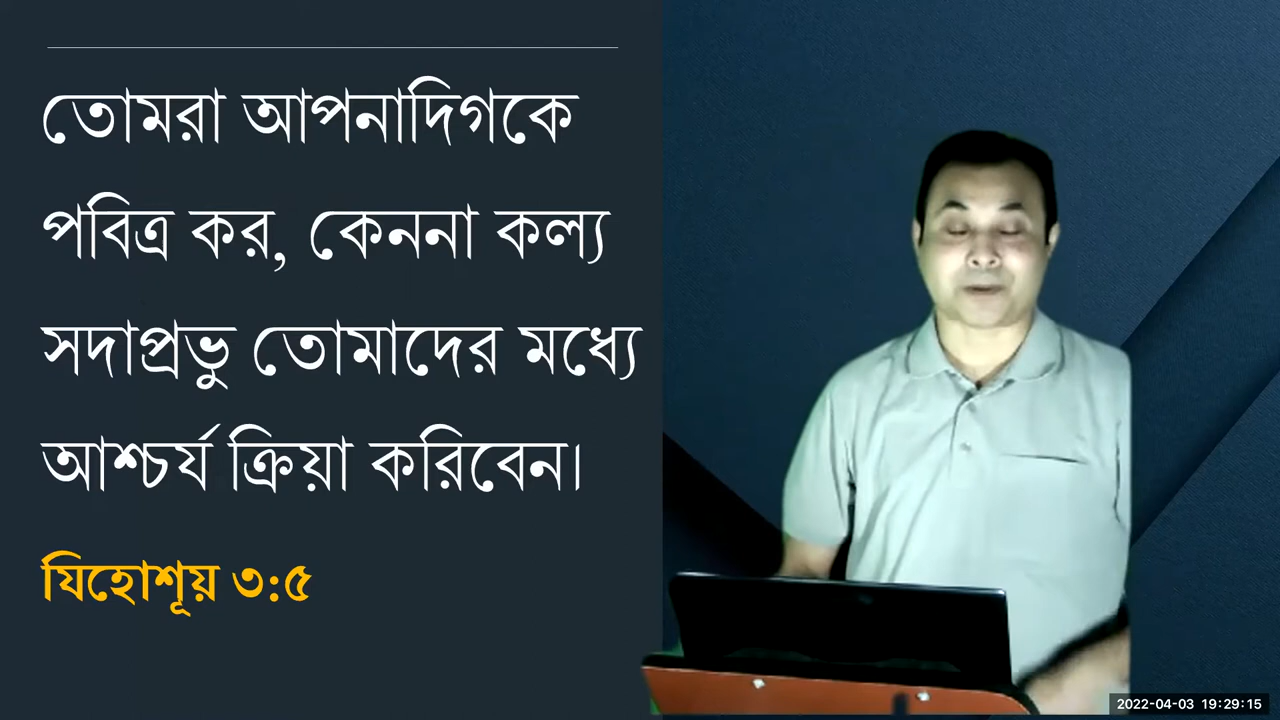 তোমরা আপনাদিগকে
পবিত্র কর, কেননা কল্য
সদাপ্রভু তোমাদের মধ্যে
আশ্চর্য ক্রিয়া করিবেন।
যিহোশূয় ৩:৫
2022-04-03 19:29:15